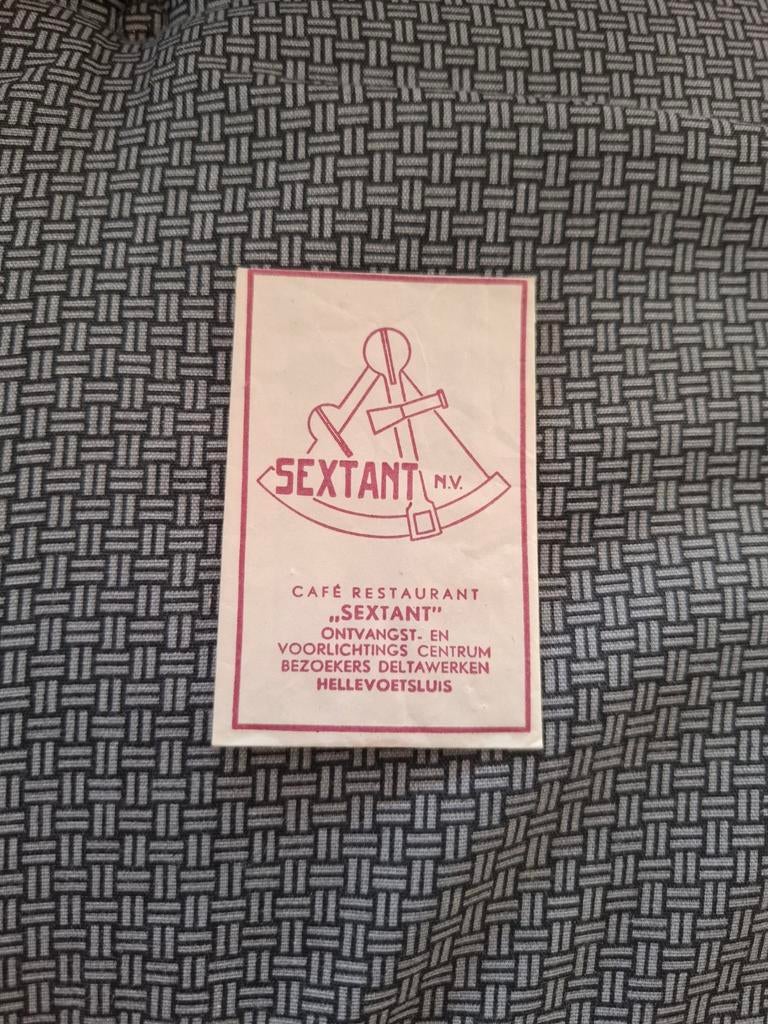 SEXTANT N.V.
CAFÉ RESTAURANT
„SEXTANT”
ONTVANGST- EN
VOORLICHTINGS CENTRUM
BEZOEKERS DELTAWERKEN
HELLEVOETSLUIS